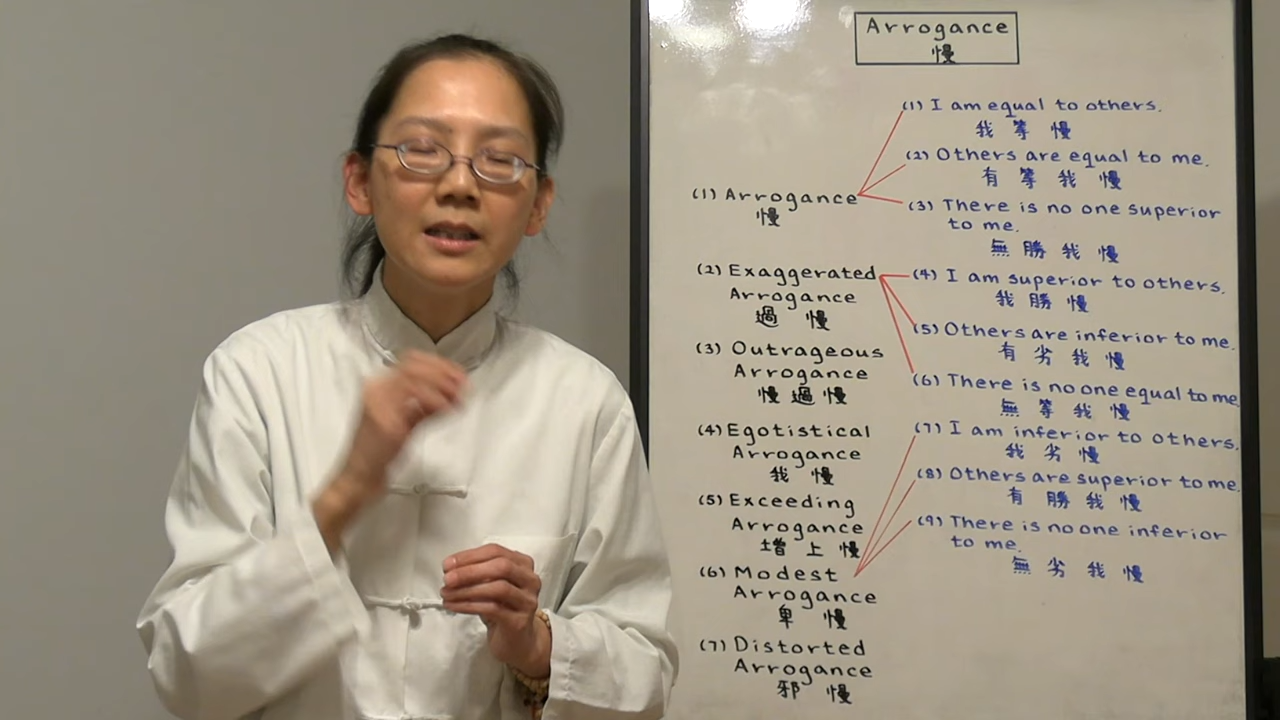 Arrogance
慢
(1) Arrogance
慢
(2) Exaggerated
Arrogance
過 慢
(3) Outrageous
Arrogance
慢 過 慢
(4) Egotistical
Arrogance
我 慢
(5) Exceeding
Arrogance
增 上 慢
(6) Modest
Arrogance
卑 慢
(7) Distorted
Arrogance
邪 慢
(1) I am equal to others.
我 等 慢
(2) Others are equal to me.
有 等 我 慢
(3) There is no one superior
to me.
無 勝 我 慢
(4) I am superior to others.
我 勝 慢
(5) Others are inferior to me.
有 劣 我 慢
(6) There is no one equal to me.
無 等 我 慢
(7) I am inferior to others.
我 劣 慢
(8) Others are superior to me.
有 勝 我 慢
(9) There is no one inferior
to me.
無 劣 我 慢